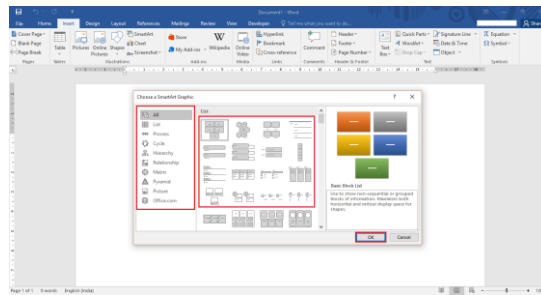 Document1 - Word
File Home Insert Design Layout References Mailings Review View Developer Tell me what you want to do... Share
Cover Page Blank Page Page Break
Table
Pictures Online Pictures Shapes SmartArt Chart Screenshot
Store My Add-ins Wikipedia
Online Video
Hyperlink Bookmark Cross-reference
Comment
Header Footer Page Number
Text Box Quick Parts WordArt Drop Cap Signature Line Date & Time Object
Equation Symbol
Pages Tables Illustrations Add-ins Media Links Comments Header & Footer Text Symbols
Choose a SmartArt Graphic ? ×
All
List
Process
Cycle
Hierarchy
Relationship
Matrix
Pyramid
Picture
Office.com
List
Basic Block List
Use to show non-sequential or grouped
blocks of information. Maximizes both
horizontal and vertical display space for
shapes.
OK Cancel
Page 1 of 1 0 words English (India)